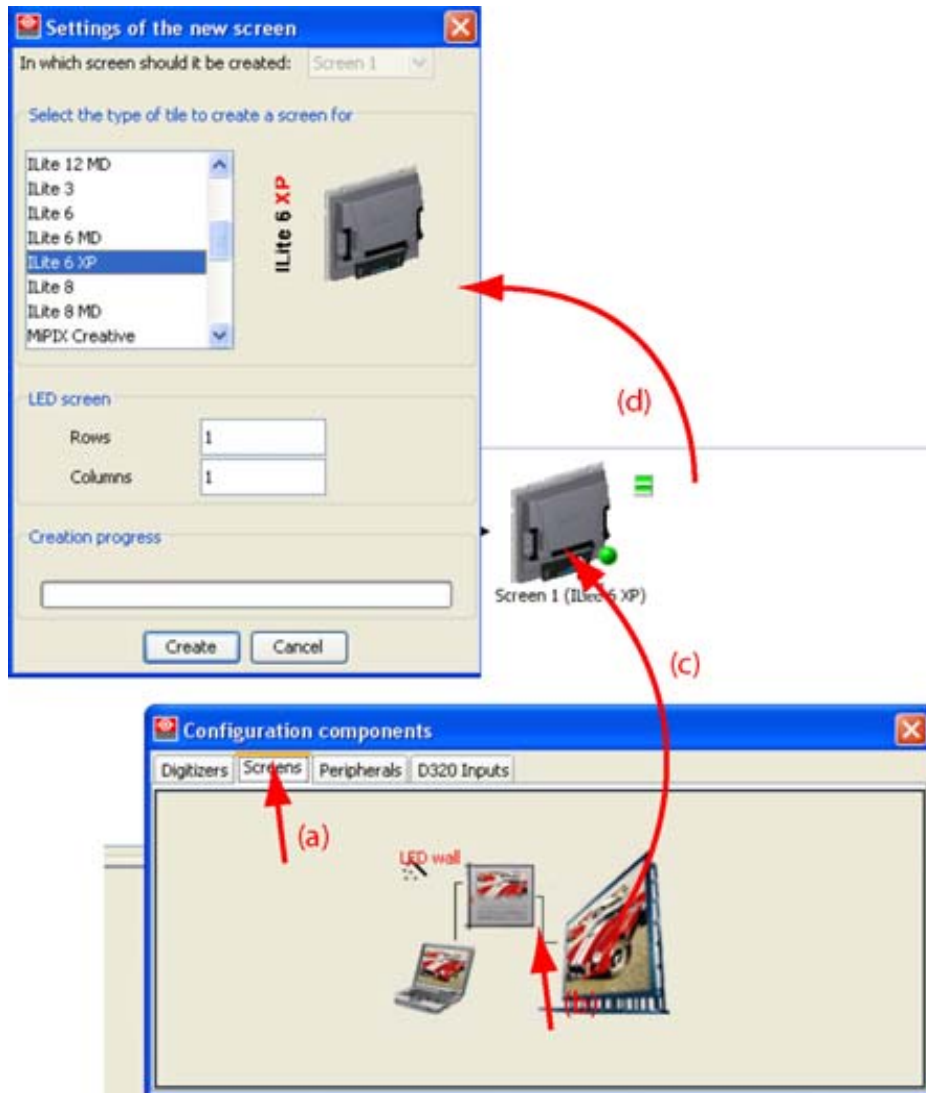 Settings of the new screen
In which screen should it be created: Screen 1
Select the type of tile to create a screen for
ILite 12 MD
ILite 3
ILite 6
ILite 6 MD
ILite 6 XP
ILite 8
ILite 8 MD
MiPIX Creative
ILite 6 XP
LED screen
Rows 1
Columns 1
Creation progress
Create Cancel
(d)
Screen 1 (ILite 6 XP)
(c)
Configuration components
Digitizers Screens Peripherals D320 Inputs
(a)
LED wall
(b)